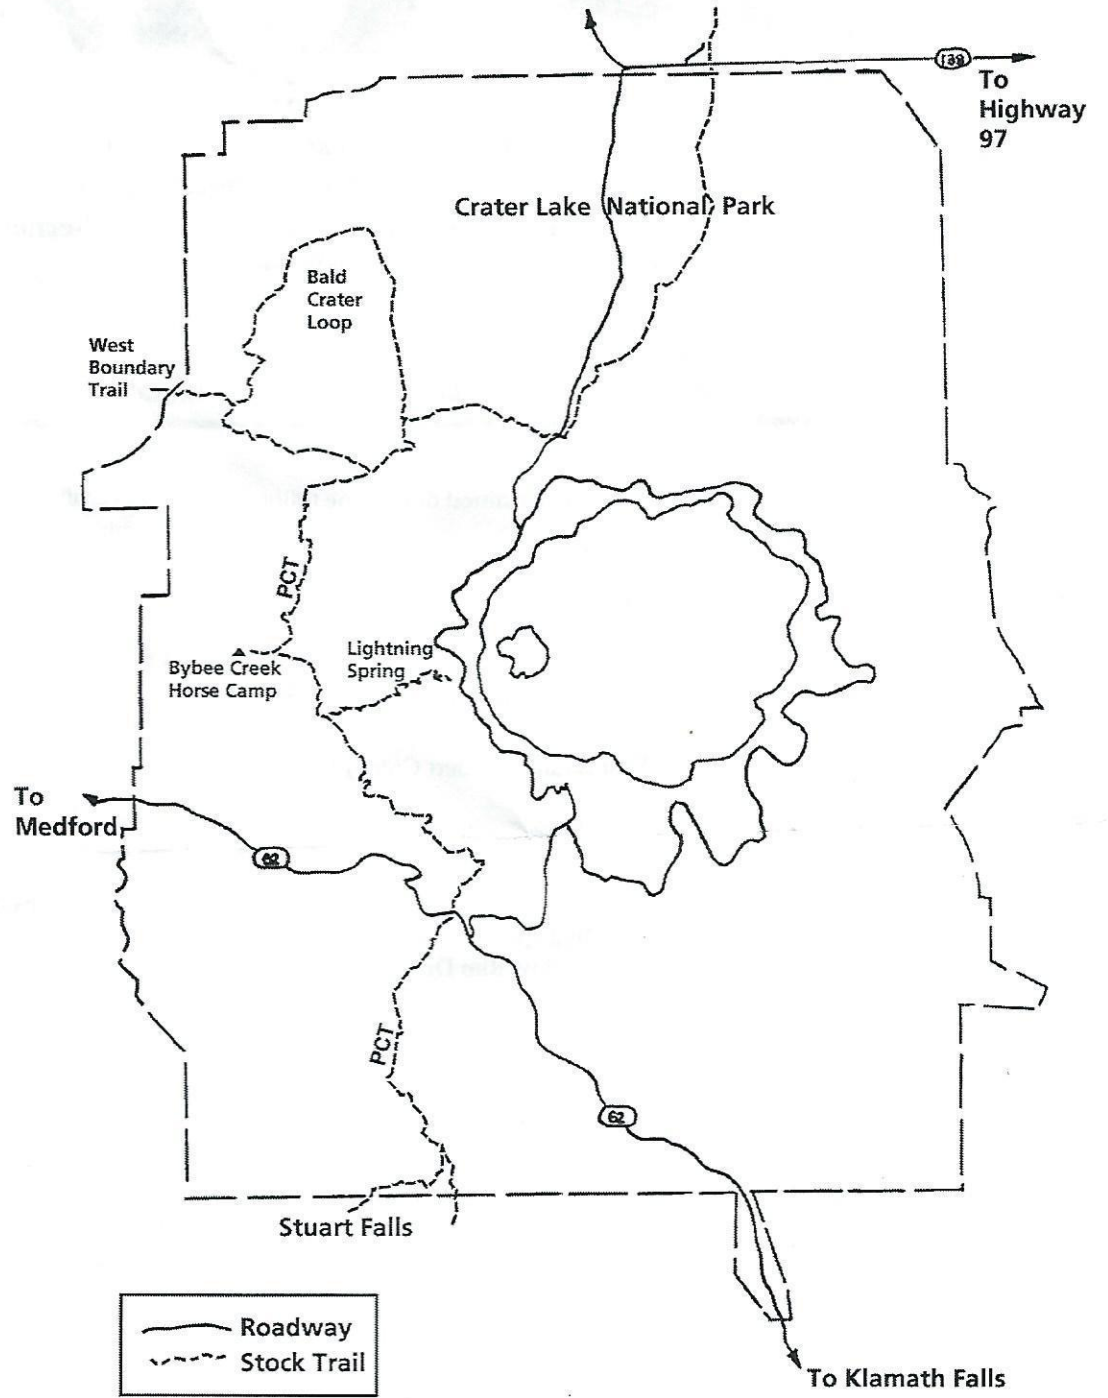 138
To
Highway
97
Crater Lake National Park
Bald
Crater
Loop
West
Boundary
Trail
PCT
Lightning
Spring
Bybee Creek
Horse Camp
To
Medford
62
PCT
62
Stuart Falls
Roadway
Stock Trail
To Klamath Falls